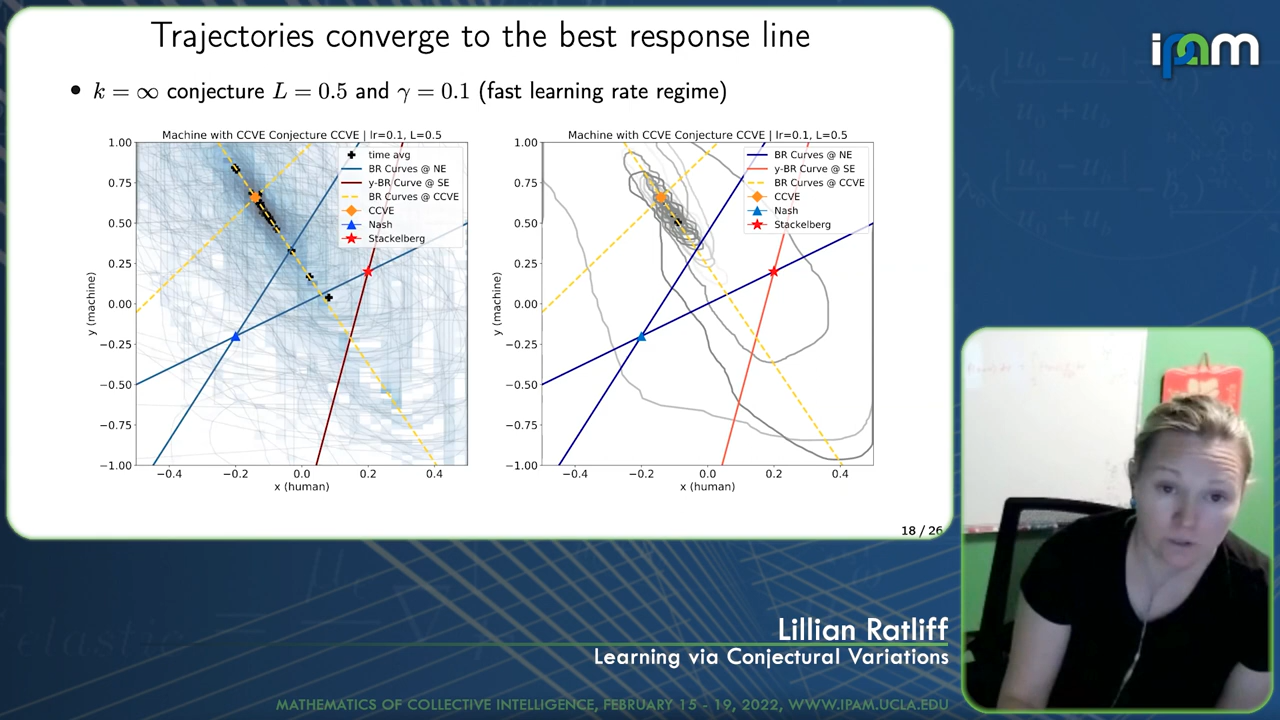 Trajectories converge to the best response line
• k = ∞ conjecture L = 0.5 and γ = 0.1 (fast learning rate regime)
Machine with CCVE Conjecture CCVE | lr=0.1, L=0.5
time avg
BR Curves @ NE
y-BR Curve @ SE
BR Curves @ CCVE
CCVE
Nash
Stackelberg
1.00
0.75
0.50
0.25
0.00
−0.25
−0.50
−0.75
−1.00
y (machine)
−0.4 −0.2 0.0 0.2 0.4
x (human)
Machine with CCVE Conjecture CCVE | lr=0.1, L=0.5
BR Curves @ NE
y-BR Curve @ SE
BR Curves @ CCVE
CCVE
Nash
Stackelberg
1.00
0.75
0.50
0.25
0.00
−0.25
−0.50
−0.75
−1.00
y (machine)
−0.4 −0.2 0.0 0.2 0.4
x (human)
18 / 26
ipam
Lillian Ratliff
Learning via Conjectural Variations
MATHEMATICS OF COLLECTIVE INTELLIGENCE, FEBRUARY 15 - 19, 2022, WWW.IPAM.UCLA.EDU